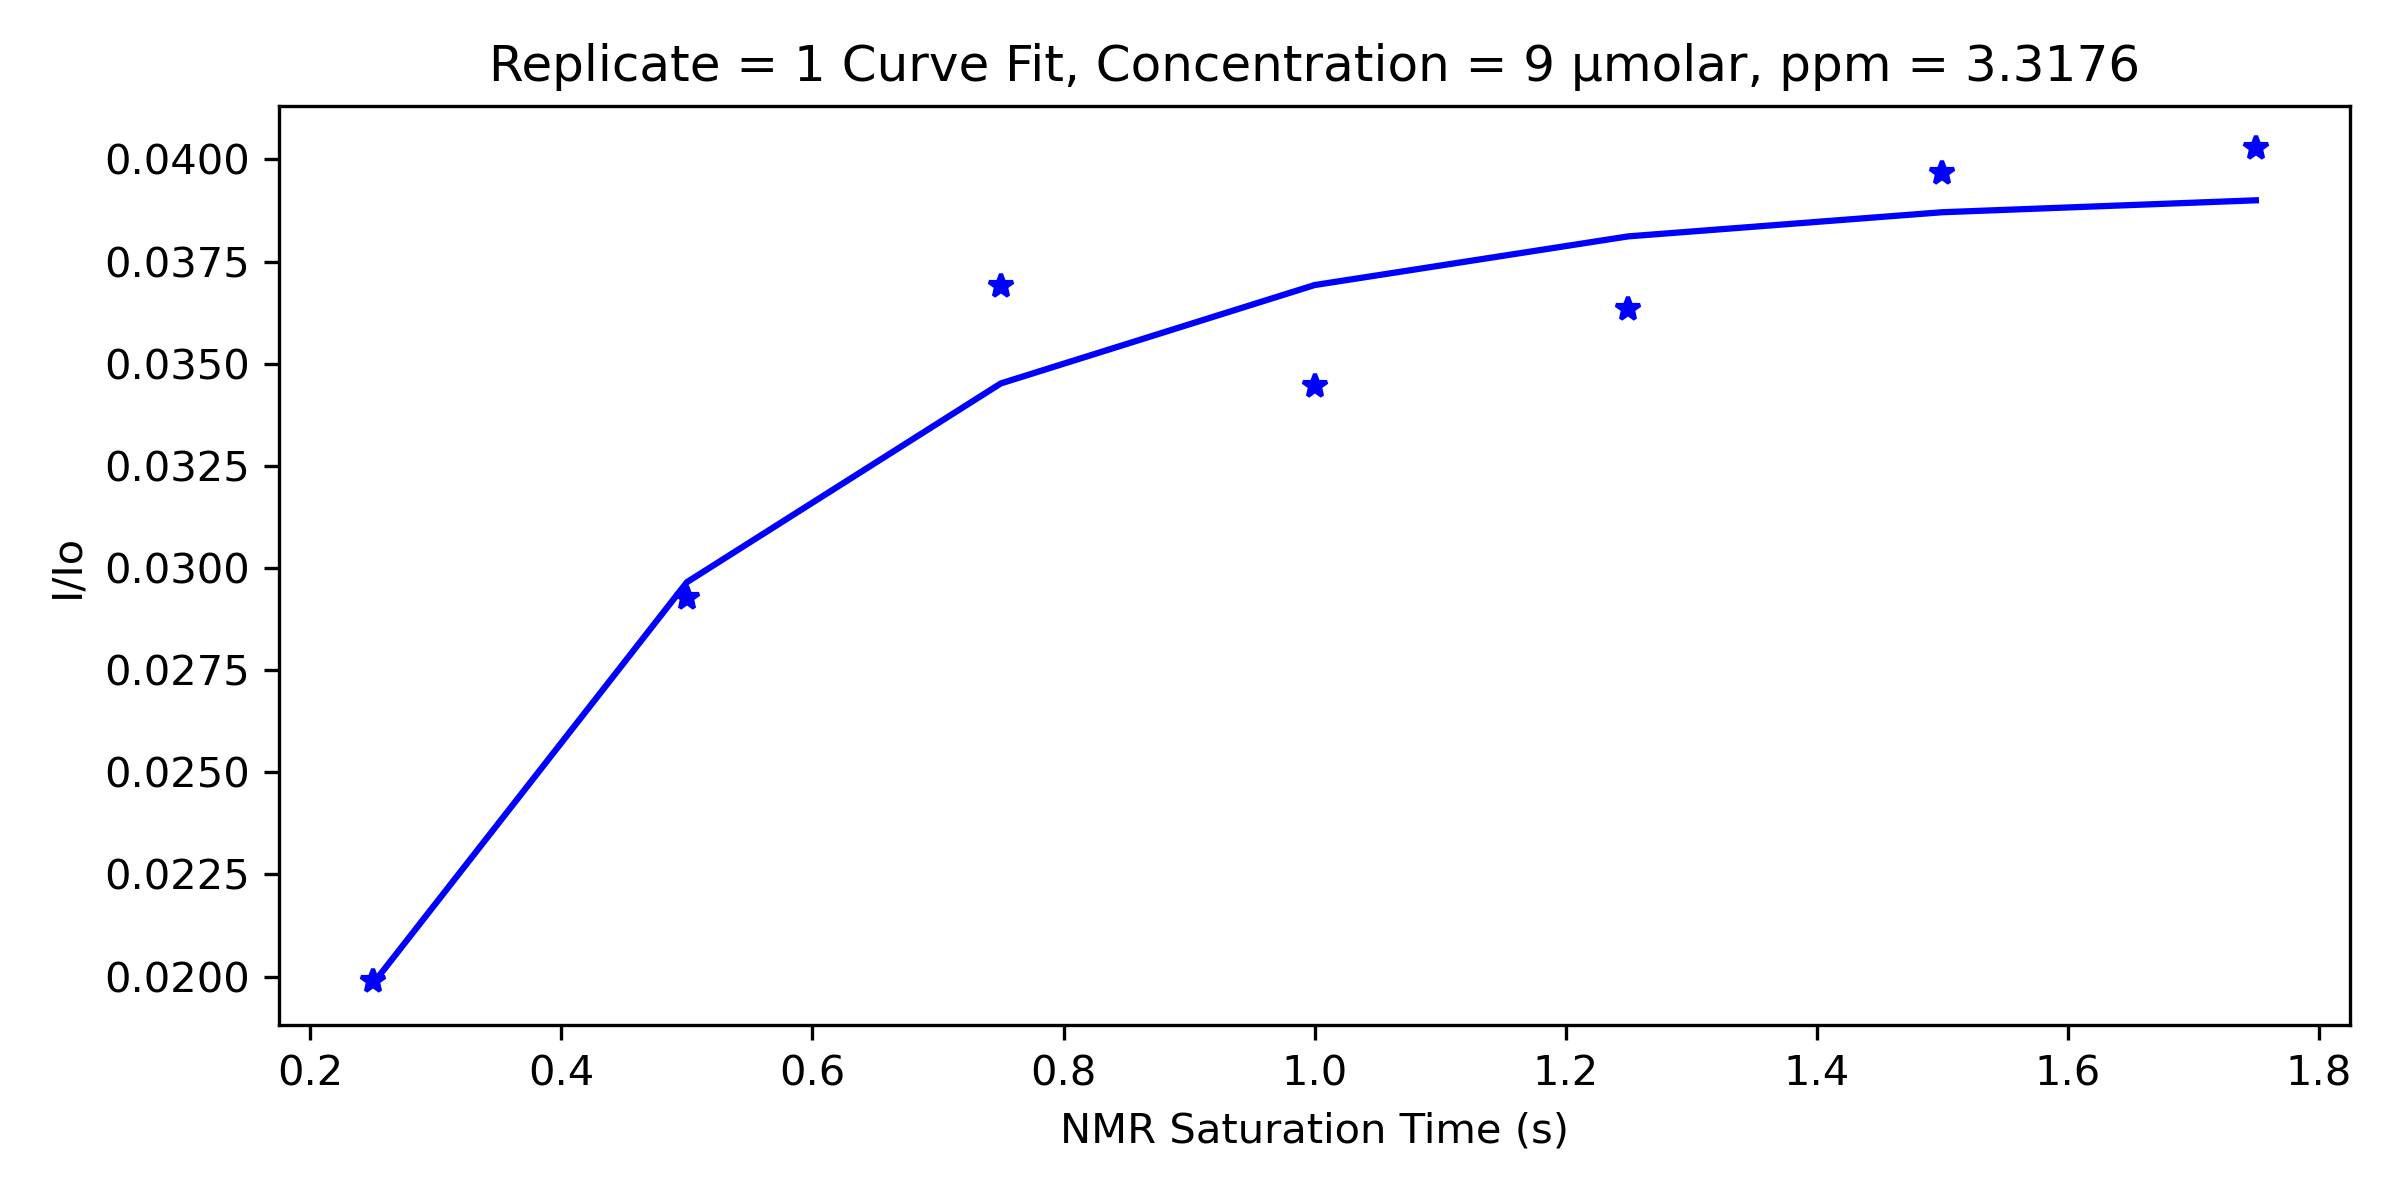 Replicate = 1 Curve Fit, Concentration = 9 µmolar, ppm = 3.3176
0.0400
0.0375
0.0350
0.0325
0.0300
0.0275
0.0250
0.0225
0.0200
I/Io
0.2 0.4 0.6 0.8 1.0 1.2 1.4 1.6 1.8
NMR Saturation Time (s)